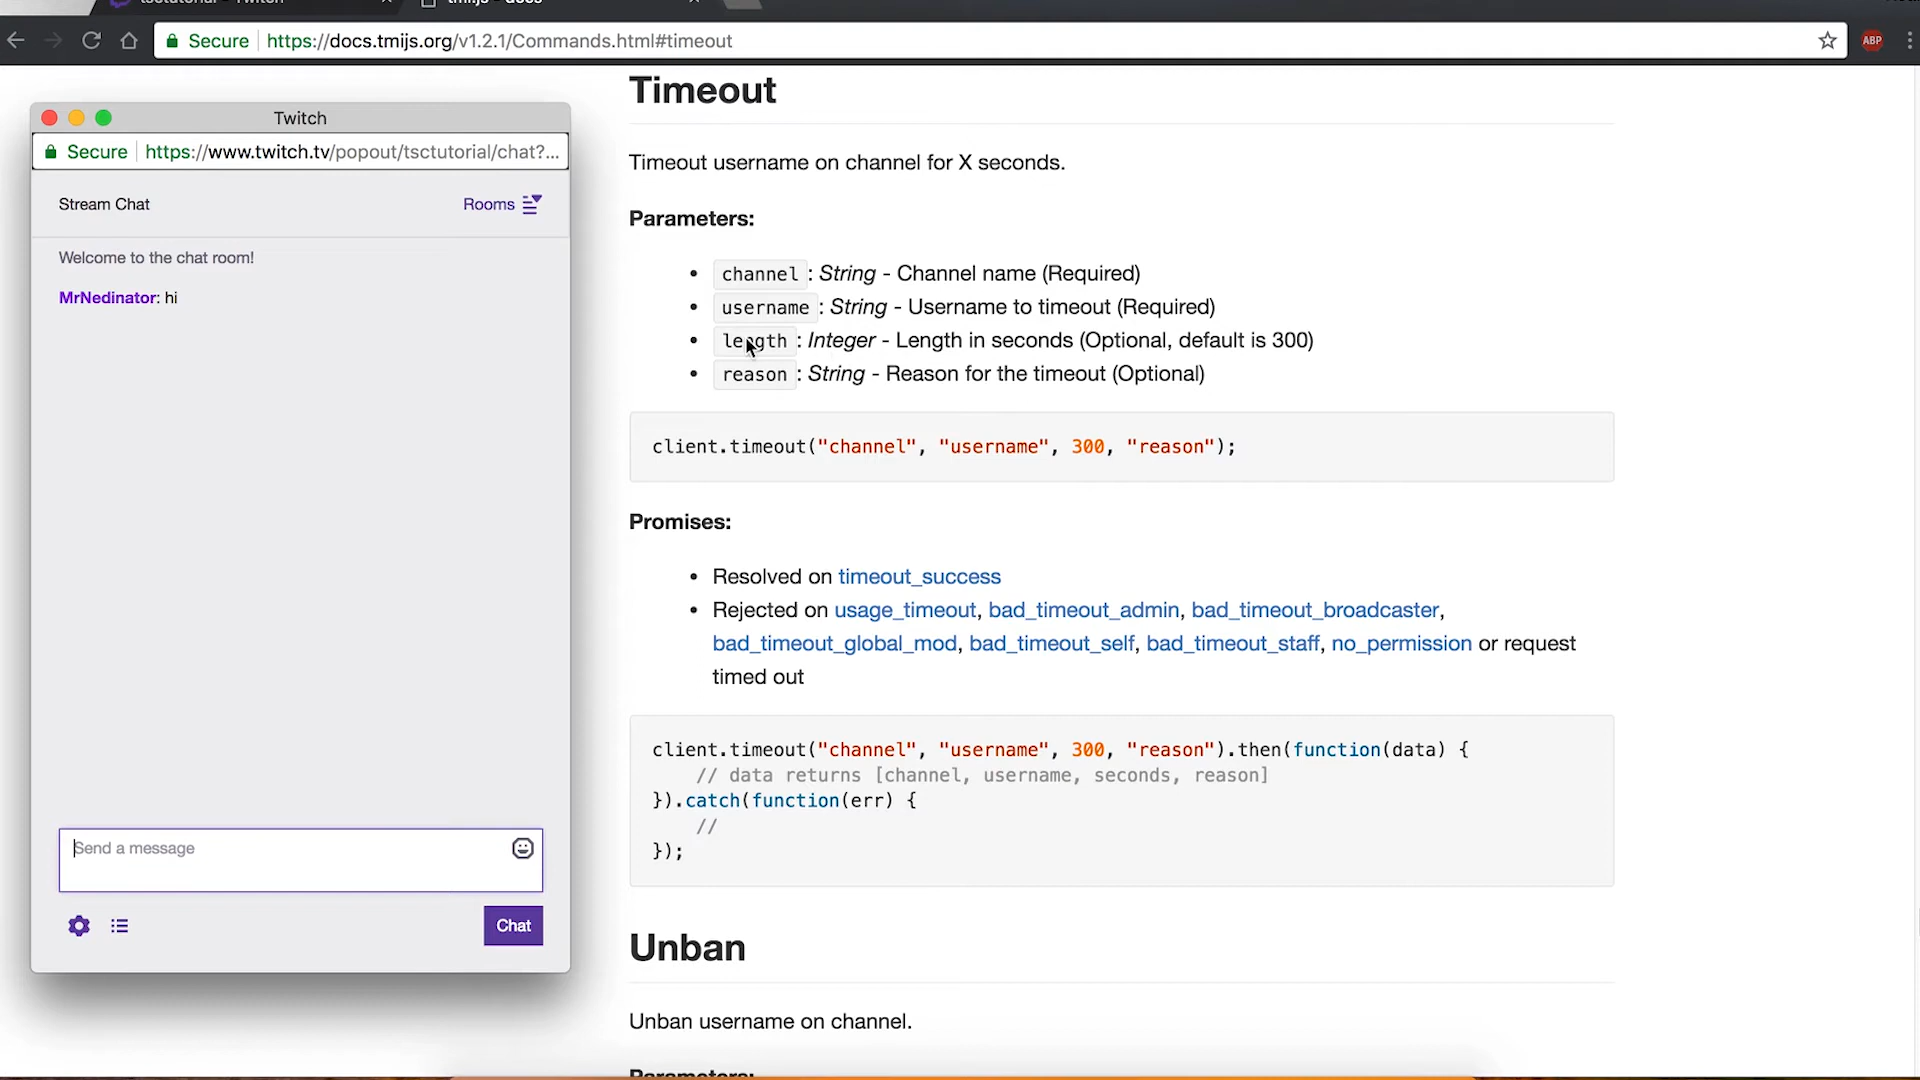 tsctutorial - Twitch
tmi.js - docs
Secure https://docs.tmijs.org/v1.2.1/Commands.html#timeout
ABP
Twitch
Secure https://www.twitch.tv/popout/tsctutorial/chat?...
Stream Chat
Rooms
Welcome to the chat room!
MrNedinator: hi
Send a message
Chat
Timeout
Timeout username on channel for X seconds.
Parameters:
• channel : String - Channel name (Required)
• username : String - Username to timeout (Required)
• length : Integer - Length in seconds (Optional, default is 300)
• reason : String - Reason for the timeout (Optional)
client.timeout("channel", "username", 300, "reason");
Promises:
• Resolved on timeout_success
• Rejected on usage_timeout, bad_timeout_admin, bad_timeout_broadcaster,
bad_timeout_global_mod, bad_timeout_self, bad_timeout_staff, no_permission or request
timed out
client.timeout("channel", "username", 300, "reason").then(function(data) {
// data returns [channel, username, seconds, reason]
}).catch(function(err) {
//
});
Unban
Unban username on channel.
Parameters: